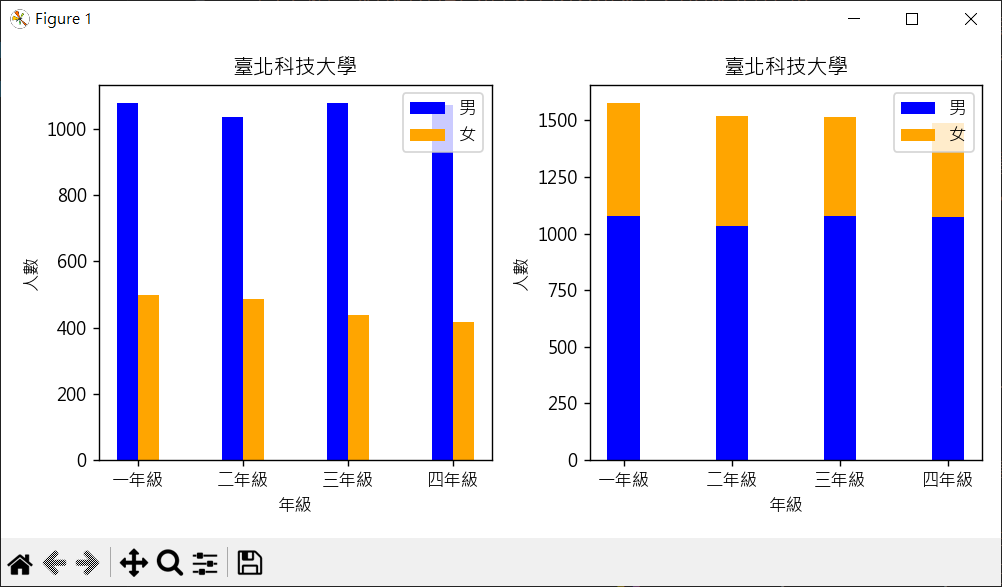 Figure 1
臺北科技大學
1000
800
600
400
200
0
人數
男
女
一年級 二年級 三年級 四年級
年級
臺北科技大學
1500
1250
1000
750
500
250
0
人數
男
女
一年級 二年級 三年級 四年級
年級